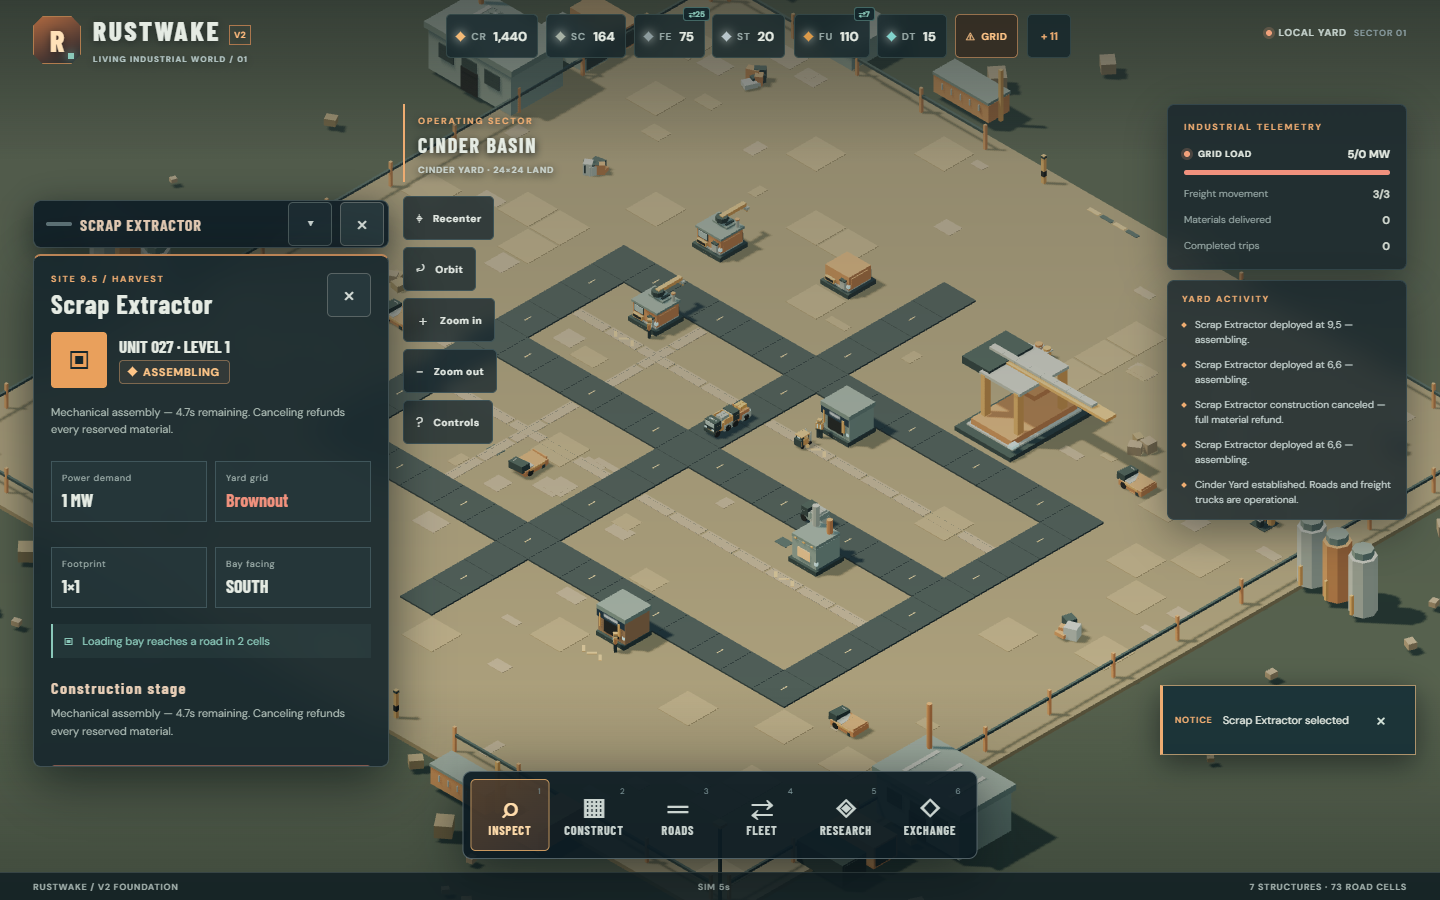 R
RUSTWAKE V2
LIVING INDUSTRIAL WORLD / 01
CR 1,440
SC 164
⇄25
FE 75
ST 20
⇄7
FU 110
DT 15
⚠ GRID
+ 11
LOCAL YARD SECTOR 01
OPERATING SECTOR
CINDER BASIN
CINDER YARD · 24×24 LAND
Recenter
Orbit
+ Zoom in
− Zoom out
? Controls
SCRAP EXTRACTOR ▾ ×
SITE 9.5 / HARVEST
Scrap Extractor ×
UNIT 027 · LEVEL 1
◆ ASSEMBLING
Mechanical assembly — 4.7s remaining. Canceling refunds
every reserved material.
Power demand
1 MW
Yard grid
Brownout
Footprint
1×1
Bay facing
SOUTH
Loading bay reaches a road in 2 cells
Construction stage
Mechanical assembly — 4.7s remaining. Canceling refunds
every reserved material.
INDUSTRIAL TELEMETRY
GRID LOAD 5/0 MW
Freight movement 3/3
Materials delivered 0
Completed trips 0
YARD ACTIVITY
Scrap Extractor deployed at 9,5 —
assembling.
Scrap Extractor deployed at 6,6 —
assembling.
Scrap Extractor construction canceled —
full material refund.
Scrap Extractor deployed at 6,6 —
assembling.
Cinder Yard established. Roads and freight
trucks are operational.
NOTICE Scrap Extractor selected ×
1 INSPECT
2 CONSTRUCT
3 ROADS
4 FLEET
5 RESEARCH
6 EXCHANGE
RUSTWAKE / V2 FOUNDATION
SIM 5s
7 STRUCTURES · 73 ROAD CELLS